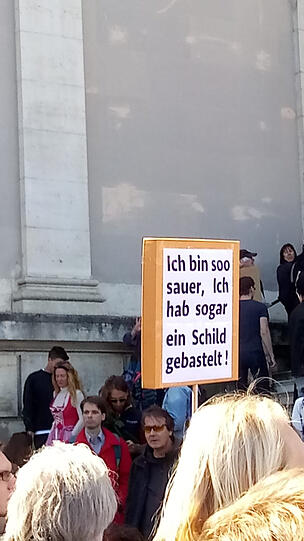 Ich bin soo
sauer, Ich
hab sogar
ein Schild
gebastelt!